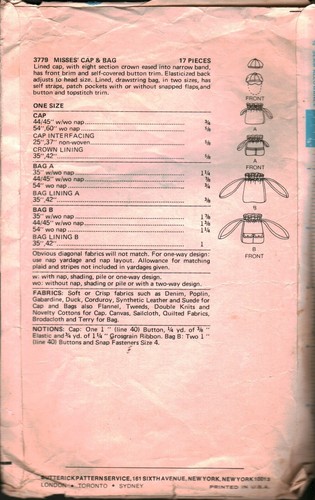 3779 MISSES' CAP & BAG 17 PIECES
Lined cap, with eight section crown eased into narrow band,
has front brim and self-covered button trim. Elasticized back
adjusts to head size. Lined, drawstring bag, in two sizes, has
self straps, patch pockets with or without snapped flaps, and
button and topstitch trim.
ONE SIZE
CAP
44/45" w/wo nap
54",60" wo nap
CAP INTERFACING
25",37" non-woven
CROWN LINING
35",42"
BAG A
35" w/wo nap 1 1/4
44/45" w/wo nap
54" wo nap
BAG LINING A
35",42"
BAG B
35" w/wo nap
44/45" w/wo nap
54" wo nap 1 1/4
BAG LINING B
35",42" 1
FRONT
A
A
FRONT
B
B
FRONT
Obvious diagonal fabrics will not match. For one-way design:
use nap yardage and nap layout. Allowance for matching
plaid and stripes not included in yardages given.
w: with nap, shading, pile or one-way design.
wo: without nap, shading or pile or with a two-way design.
FABRICS: Soft or Crisp fabrics such as Denim, Poplin,
Gabardine, Duck, Corduroy, Synthetic Leather and Suede for
Cap and Bags also Flannel, Tweeds, Double Knits and
Novelty Cottons for Cap. Canvas, Sailcloth, Quilted Fabrics,
Brodacloth and Terry for Bag.
NOTIONS: Cap: One 1" (line 40) Button, 1/4 yd. of 3/8"
Elastic and 3/4 yd. of 1 1/4" Grosgrain Ribbon. Bag B: Two 1"
(line 40) Buttons and Snap Fasteners Size 4.
BUTTERICK PATTERN SERVICE, 161 SIXTH AVENUE, NEW YORK, NEW YORK 10013
LONDON • TORONTO • SYDNEY PRINTED IN U.S.A.